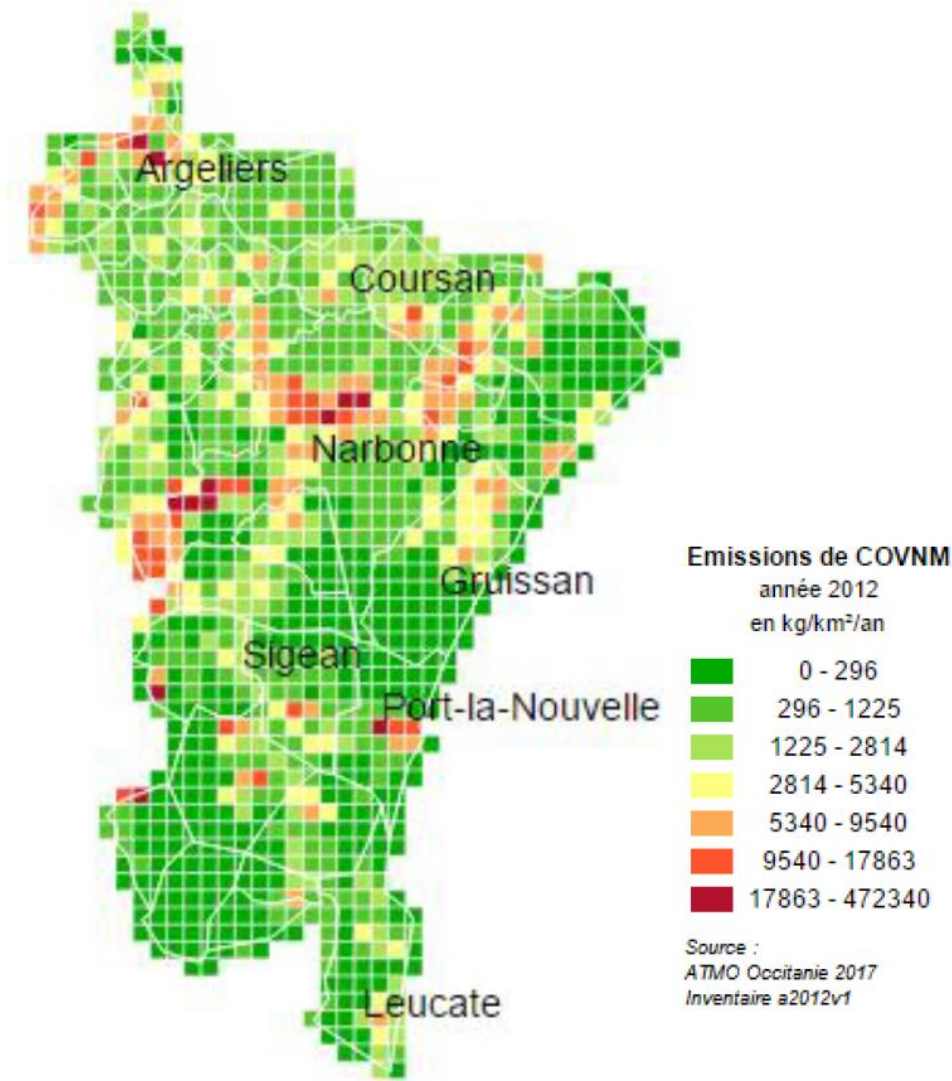 Argeliers
Coursan
Narbonne
Gruissan
Sigean
Port-la-Nouvelle
Leucate
Emissions de COVNM
année 2012
en kg/km²/an
0 - 296
296 - 1225
1225 - 2814
2814 - 5340
5340 - 9540
9540 - 17863
17863 - 472340
Source :
ATMO Occitanie 2017
Inventaire a2012v1